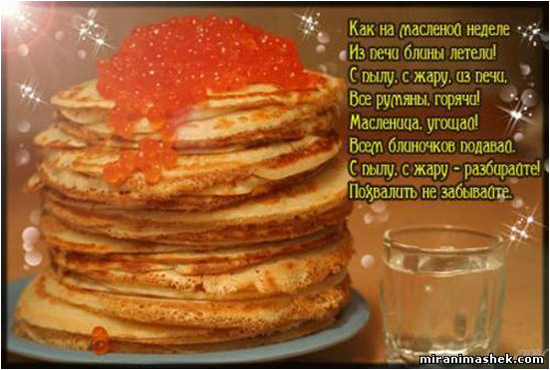 Как на масленой неделе
Из печи блины летели!
С пылу, с жару, из печи,
Все румяны, горячи!
Масленица, угощай!
Всем блиночков подавай.
С пылу, с жару - разбирайте!
Похвалить не забывайте.
miranimashek.com